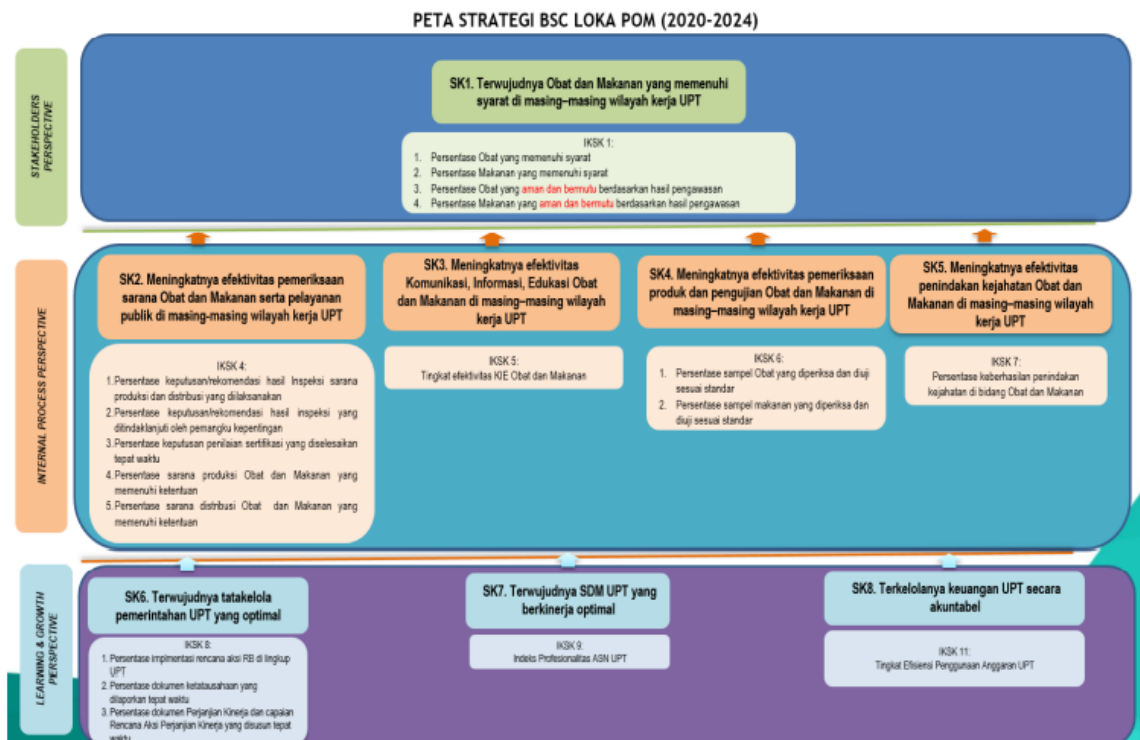 PETA STRATEGI BSC LOKA POM (2020-2024)
STAKEHOLDERS
PERSPECTIVE
SK1. Terwujudnya Obat dan Makanan yang memenuhi
syarat di masing–masing wilayah kerja UPT
IKSK 1:
1. Persentase Obat yang memenuhi syarat
2. Persentase Makanan yang memenuhi syarat
3. Persentase Obat yang aman dan bermutu berdasarkan hasil pengawasan
4. Persentase Makanan yang aman dan bermutu berdasarkan hasil pengawasan
INTERNAL PROCESS PERSPECTIVE
SK2. Meningkatnya efektivitas pemeriksaan
sarana Obat dan Makanan serta pelayanan
publik di masing-masing wilayah kerja UPT
IKSK 4:
1.Persentase keputusan/rekomendasi hasil Inspeksi sarana
produksi dan distribusi yang dilaksanakan
2.Persentase keputusan/rekomendasi hasil inspeksi yang
ditindaklanjuti oleh pemangku kepentingan
3.Persentase keputusan penilaian sertifikasi yang diselesaikan
tepat waktu
4.Persentase sarana produksi Obat dan Makanan yang
memenuhi ketentuan
5.Persentase sarana distribusi Obat dan Makanan yang
memenuhi ketentuan
SK3. Meningkatnya efektivitas
Komunikasi, Informasi, Edukasi Obat
dan Makanan di masing–masing wilayah
kerja UPT
IKSK 5:
Tingkat efektivitas KIE Obat dan Makanan
SK4. Meningkatnya efektivitas pemeriksaan
produk dan pengujian Obat dan Makanan di
masing–masing wilayah kerja UPT
IKSK 6:
1. Persentase sampel Obat yang diperiksa dan diuji
sesuai standar
2. Persentase sampel makanan yang diperiksa dan
diuji sesuai standar
SK5. Meningkatnya efektivitas
penindakan kejahatan Obat dan
Makanan di masing–masing wilayah
kerja UPT
IKSK 7:
Persentase keberhasilan penindakan
kejahatan di bidang Obat dan Makanan
LEARNING & GROWTH
PIERSPECTIVE
SK6. Terwujudnya tatakelola
pemerintahan UPT yang optimal
IKSK 8:
1. Persentase implmentasi rencana aksi RB di lingkup
UPT
2. Persentase dokumen ketatausahaan yang
dilaporkan tepat waktu
3. Persentase dokumen Perjanjian Kinerja dan capaian
Rencana Aksi Perjanjian Kinerja yang disusun tepat
waktu
SK7. Terwujudnya SDM UPT yang
berkinerja optimal
IKSK 9:
Indeks Profesionalitas ASN UPT
SK8. Terkelolanya keuangan UPT secara
akuntabel
IKSK 11:
Tingkat Efisiensi Penggunaan Anggaran UPT